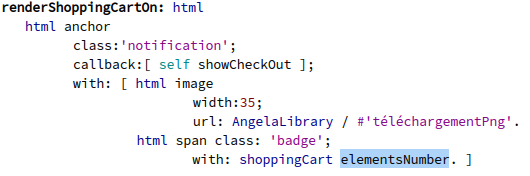 renderShoppingCartOn: html
html anchor
class:'notification';
callback:[ self showCheckOut ];
with: [ html image
width:35;
url: AngelaLibrary / #'téléchargementPng'.
html span class: 'badge';
with: shoppingCart elementsNumber. ]